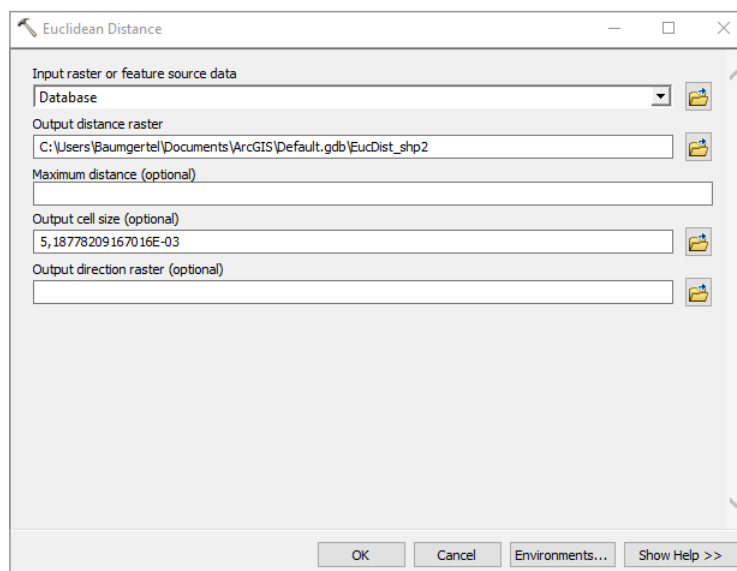 Euclidean Distance
Input raster or feature source data
Database
Output distance raster
C:\Users\Baumgertel\Documents\ArcGIS\Default.gdb\EucDist_shp2
Maximum distance (optional)
Output cell size (optional)
5,18778209167016E-03
Output direction raster (optional)
OK Cancel Environments... Show Help >>